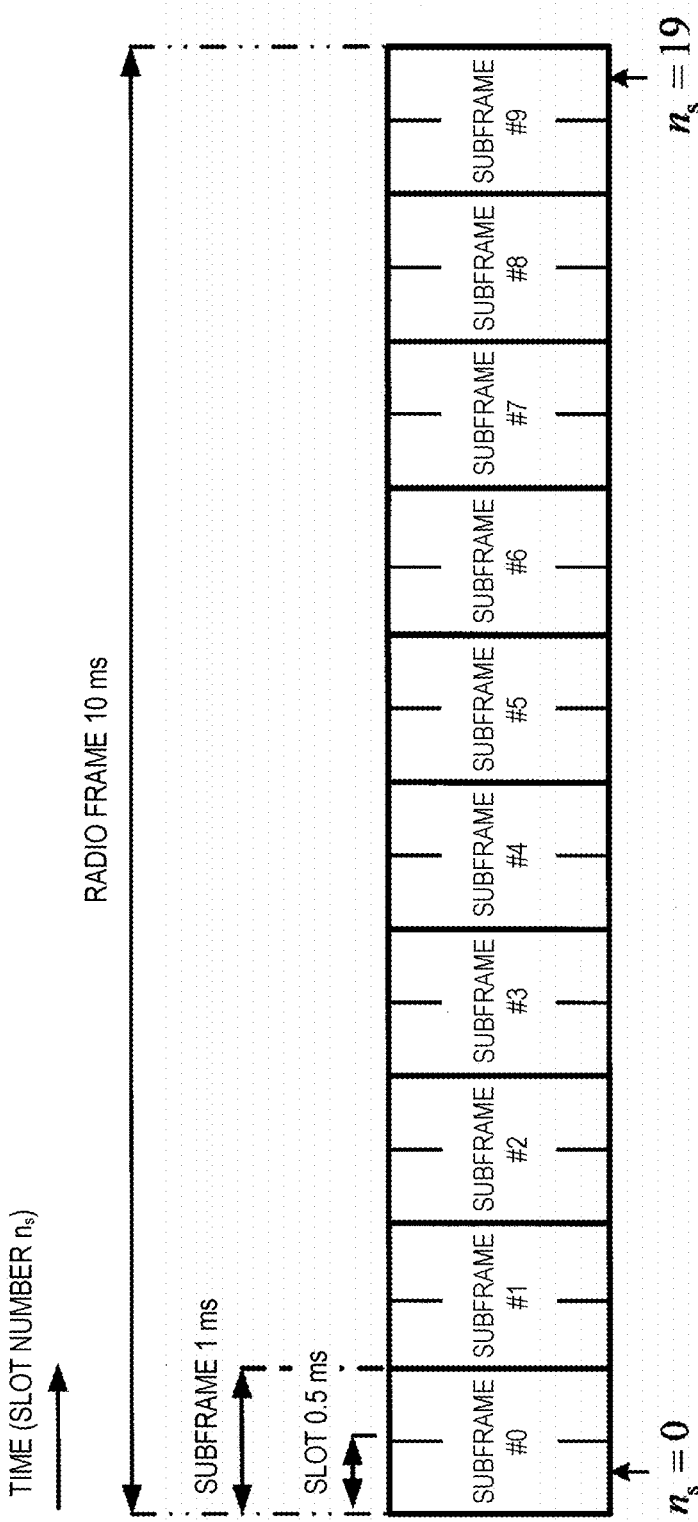 TIME (SLOT NUMBER nₛ)
RADIO FRAME 10 ms
SUBFRAME 1 ms
SLOT 0.5 ms
SUBFRAME
#0
SUBFRAME
#1
SUBFRAME
#2
SUBFRAME
#3
SUBFRAME
#4
SUBFRAME
#5
SUBFRAME
#6
SUBFRAME
#7
SUBFRAME
#8
SUBFRAME
#9
nₛ = 0
nₛ = 19